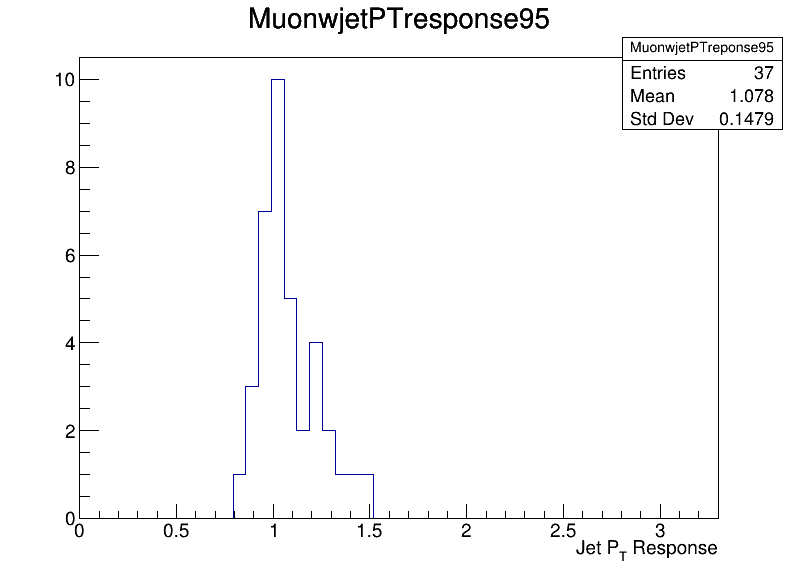 MuonwjetPTresponse95
MuonwjetPTreponse95
Entries 37
Mean 1.078
Std Dev 0.1479
10
8
6
4
2
0
0 0.5 1 1.5 2 2.5 3
Jet PT Response